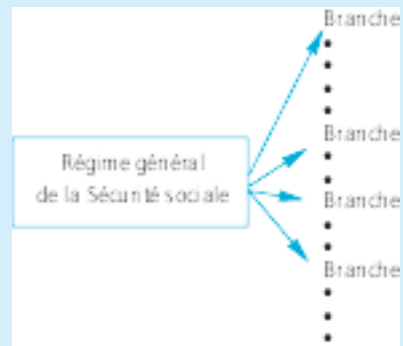 Branche
•
•
•
•
Branche
•
•
Régime général
de la Sécurité sociale
Branche
•
•
Branche
•
•
•